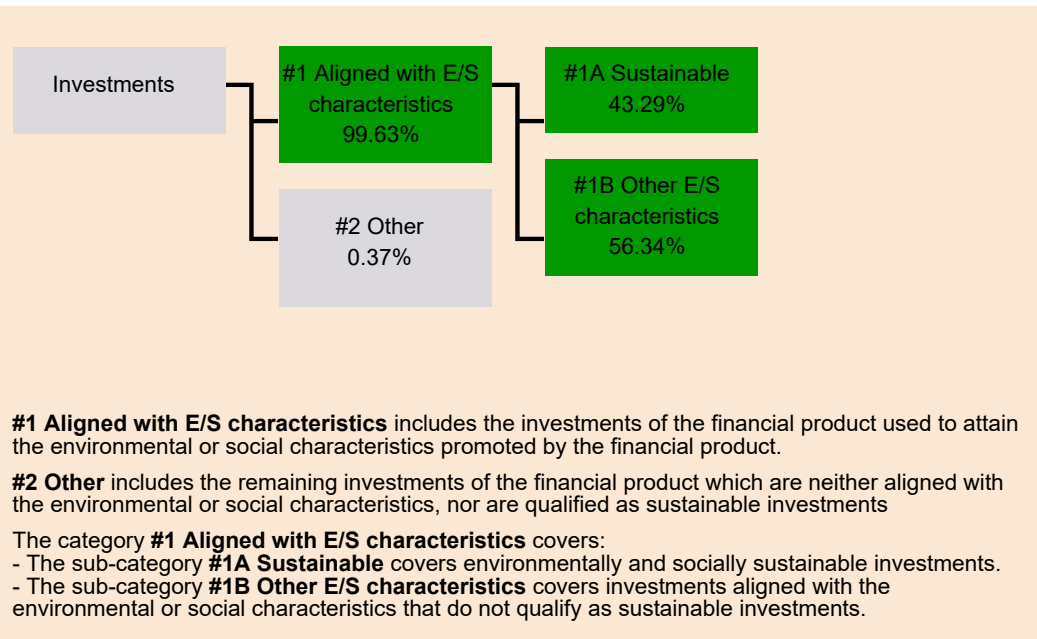 Investments
#1 Aligned with E/S
characteristics
99.63%
#1A Sustainable
43.29%
#2 Other
0.37%
#1B Other E/S
characteristics
56.34%
#1 Aligned with E/S characteristics includes the investments of the financial product used to attain
the environmental or social characteristics promoted by the financial product.
#2 Other includes the remaining investments of the financial product which are neither aligned with
the environmental or social characteristics, nor are qualified as sustainable investments
The category #1 Aligned with E/S characteristics covers:
- The sub-category #1A Sustainable covers environmentally and socially sustainable investments.
- The sub-category #1B Other E/S characteristics covers investments aligned with the
environmental or social characteristics that do not qualify as sustainable investments.